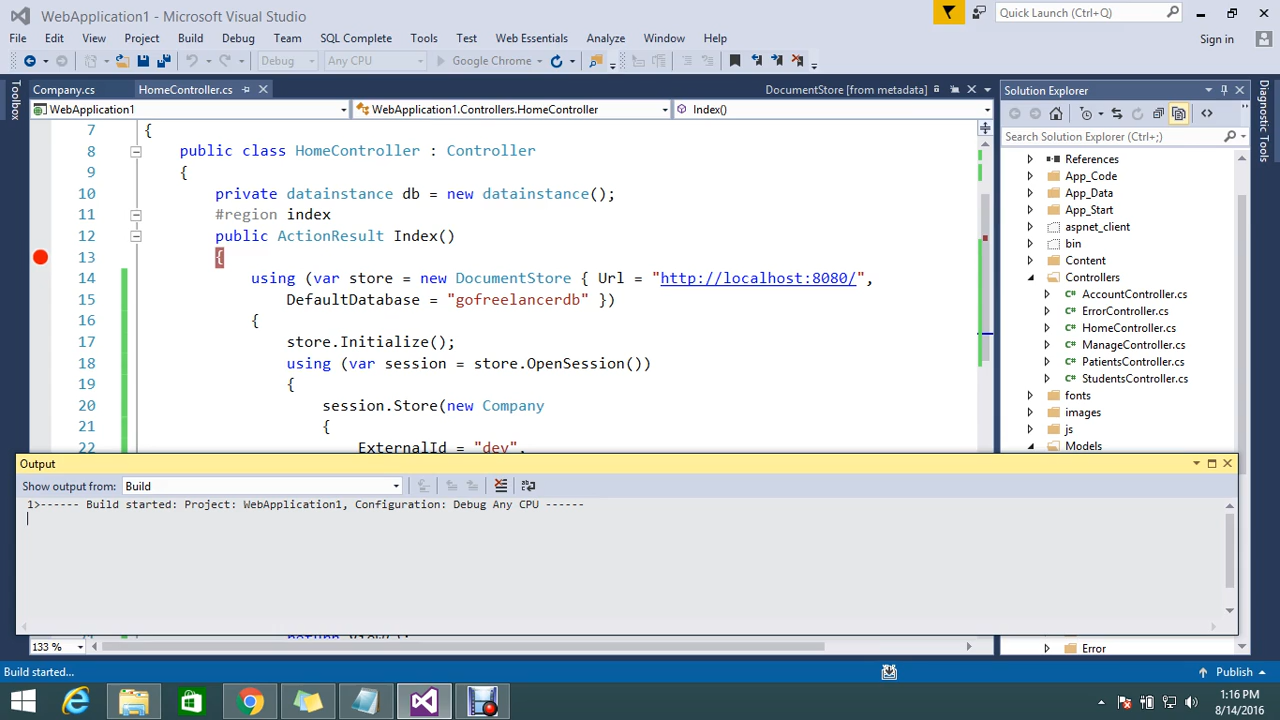 WebApplication1 - Microsoft Visual Studio
Quick Launch (Ctrl+Q)
File Edit View Project Build Debug Team SQL Complete Tools Test Web Essentials Analyze Window Help
Sign in
Debug Any CPU Google Chrome
Toolbox
Company.cs HomeController.cs DocumentStore [from metadata]
WebApplication1 WebApplication1.Controllers.HomeController Index()
7 {
8 public class HomeController : Controller
9 {
10 private datainstance db = new datainstance();
11 #region index
12 public ActionResult Index()
13 {
14 using (var store = new DocumentStore { Url = "http://localhost:8080/",
15 DefaultDatabase = "gofreelancerdb" })
16 {
17 store.Initialize();
18 using (var session = store.OpenSession())
19 {
20 session.Store(new Company
21 {
22 ExternalId = "dev",
Solution Explorer
Search Solution Explorer (Ctrl+;)
References
App_Code
App_Data
App_Start
aspnet_client
bin
Content
Controllers
C# AccountController.cs
C# ErrorController.cs
C# HomeController.cs
C# ManageController.cs
C# PatientsController.cs
C# StudentsController.cs
fonts
images
js
Models
Error
Diagnostic Tools
Output
Show output from: Build
1>------ Build started: Project: WebApplication1, Configuration: Debug Any CPU ------
return View();
133 %
Build started...
Publish
1:16 PM
8/14/2016